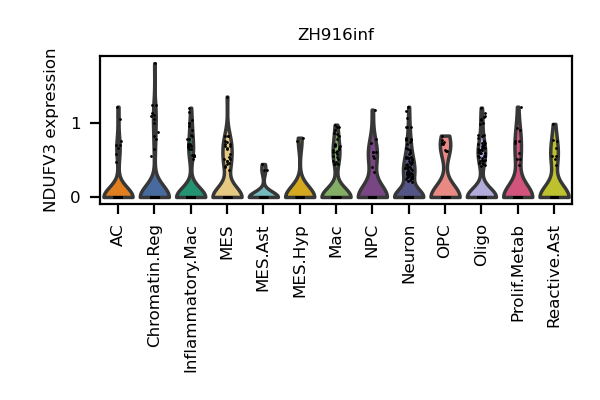 ZH916inf
NDUFV3 expression
1
0
AC
Chromatin.Reg
Inflammatory.Mac
MES
MES.Ast
MES.Hyp
Mac
NPC
Neuron
OPC
Oligo
Prolif.Metab
Reactive.Ast